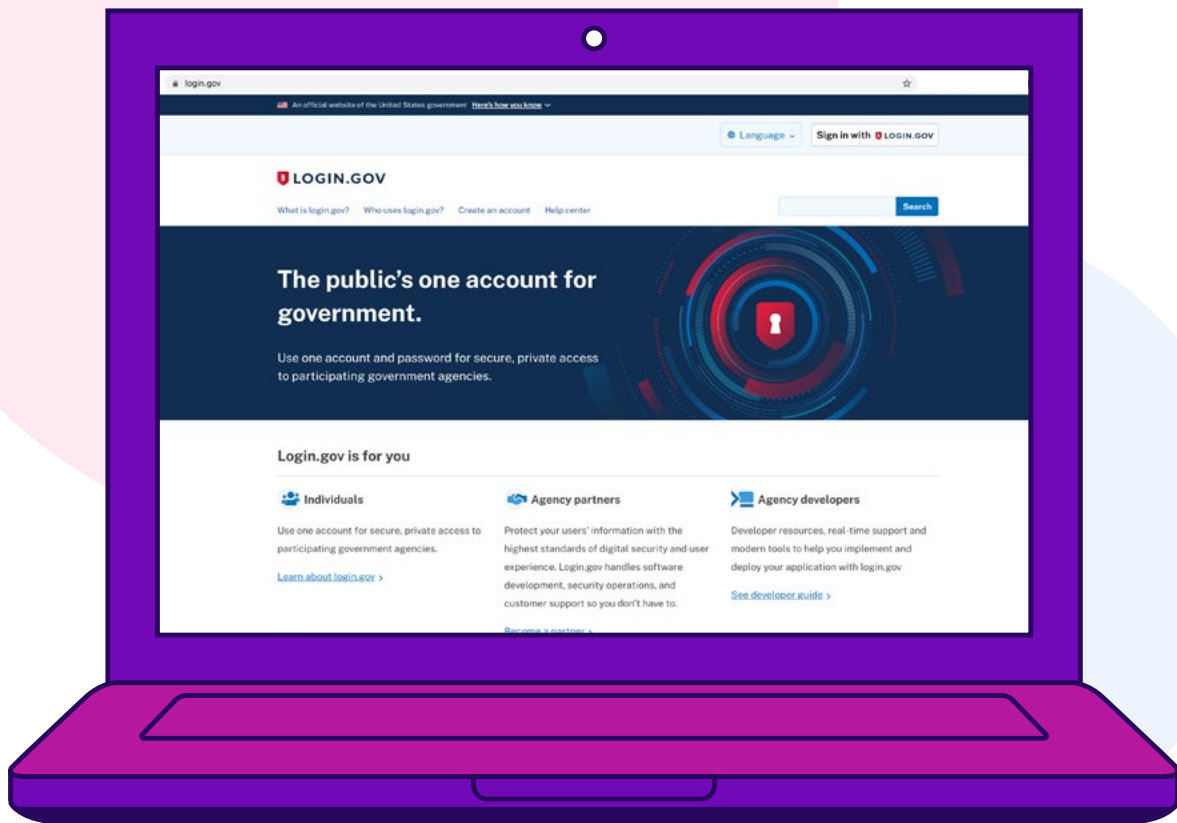 login.gov
An official website of the United States government Here's how you know
Language
Sign in with LOGIN.GOV
LOGIN.GOV
What is login.gov? Who uses login.gov? Create an account Help center
Search
The public's one account for
government.
Use one account and password for secure, private access
to participating government agencies.
Login.gov is for you
Individuals
Use one account for secure, private access to
participating government agencies.
Learn about login.gov >
Agency partners
Protect your users' information with the
highest standards of digital security and user
experience. Login.gov handles software
development, security operations, and
customer support so you don't have to.
Become a partner >
Agency developers
Developer resources, real-time support and
modern tools to help you implement and
deploy your application with login.gov
See developer guide >